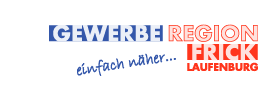 GEWERBE REGION
FRICK
einfach näher...
LAUFENBURG